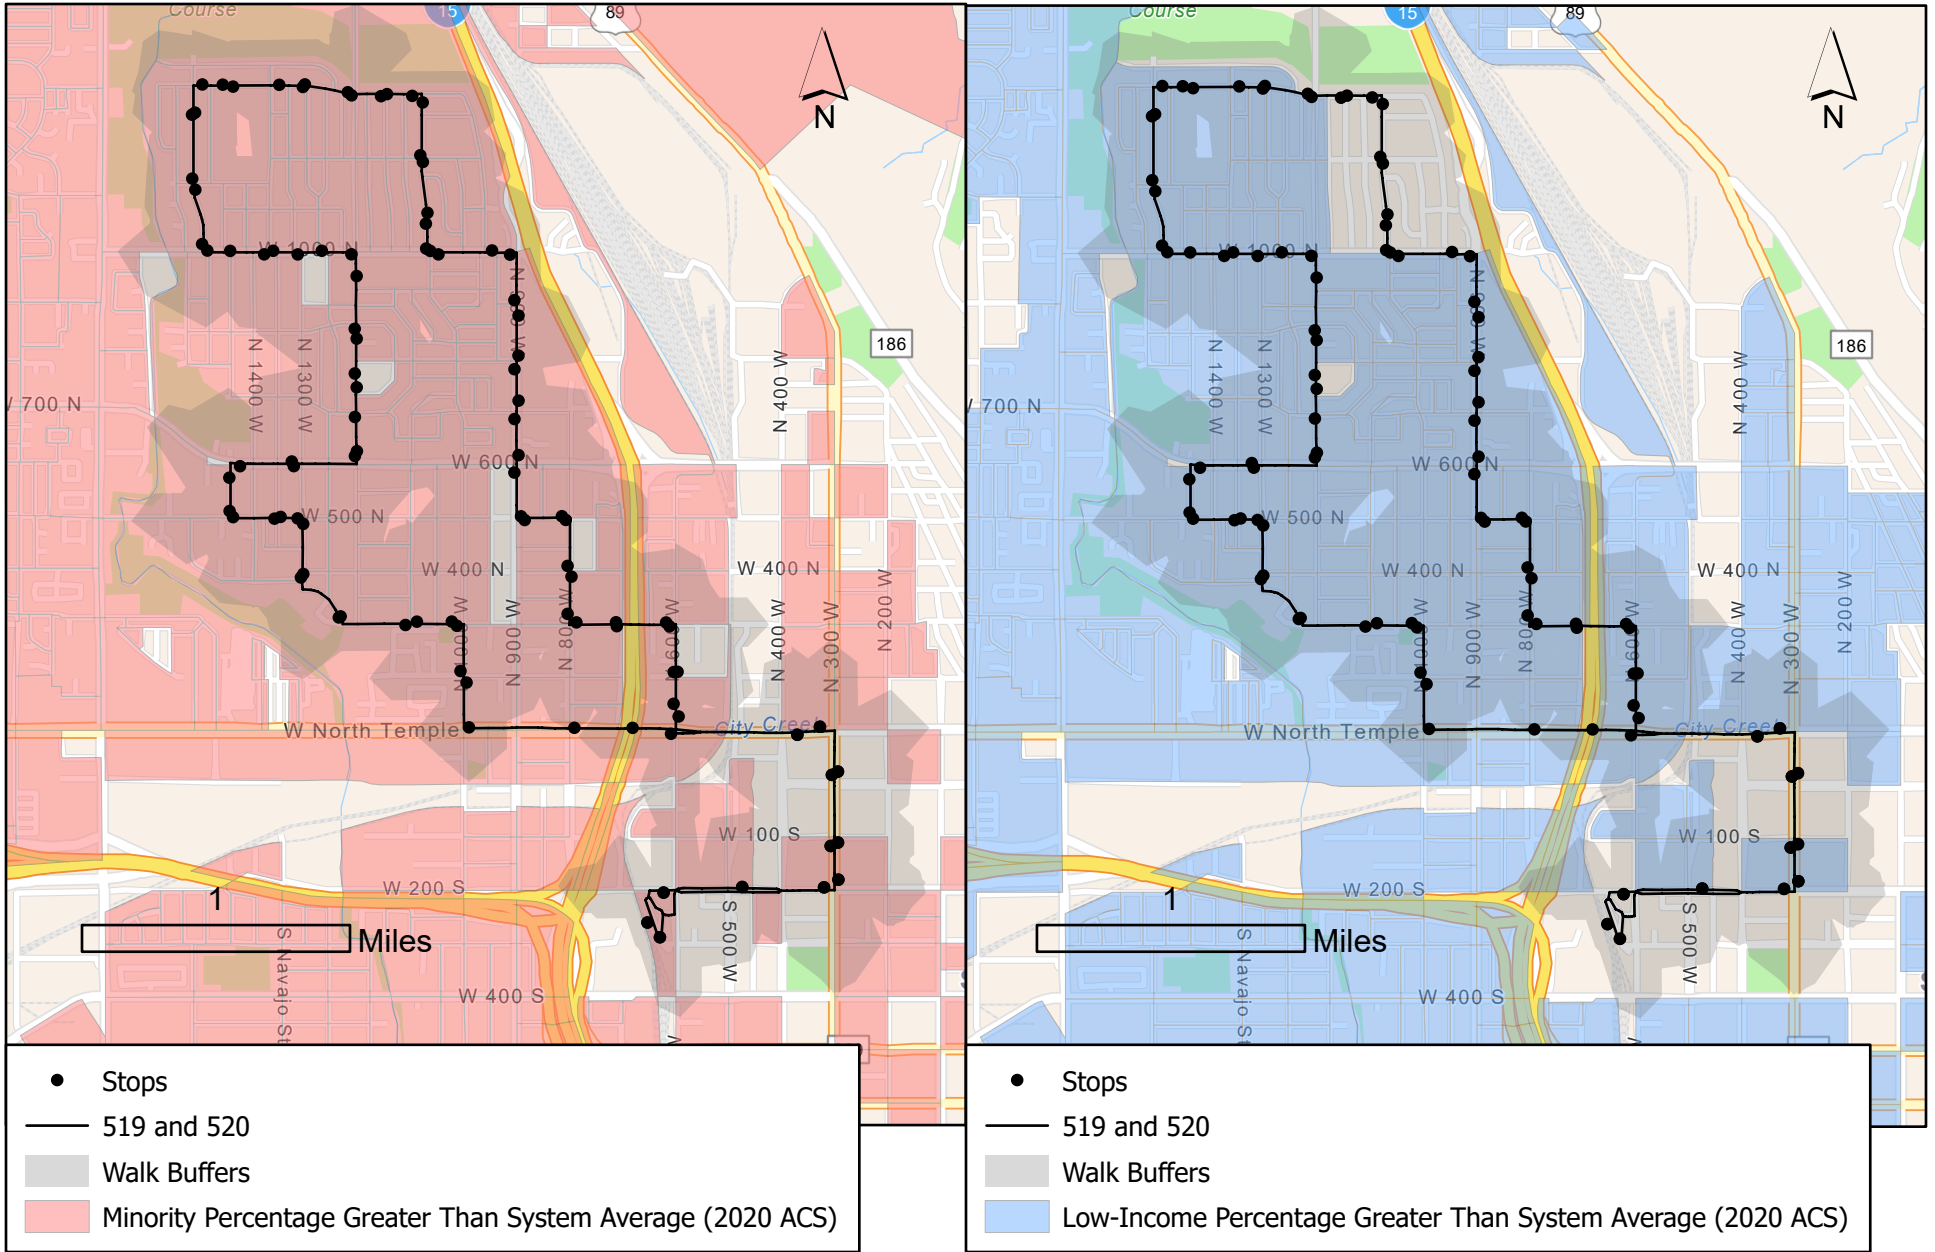 Course
15
89
N
W 1000 N
N 900 W
186
N 1400 W
N 1300 W
N 400 W
700 N
W 600 N
W 500 N
W 400 N
W 400 N
N 900 W
N 800 W
N 600 W
N 400 W
N 300 W
N 200 W
W North Temple
City Creek
W 100 S
W 200 S
1
Miles
S 500 W
S Navajo St
W 400 S
Stops
519 and 520
Walk Buffers
Minority Percentage Greater Than System Average (2020 ACS)
Course
15
89
N
W 1000 N
N 900 W
186
N 1400 W
N 1300 W
N 400 W
700 N
W 600 N
W 500 N
W 400 N
W 400 N
N 900 W
N 800 W
N 600 W
N 400 W
N 300 W
N 200 W
W North Temple
City Creek
W 100 S
W 200 S
1
Miles
S 500 W
S Navajo St
W 400 S
Stops
519 and 520
Walk Buffers
Low-Income Percentage Greater Than System Average (2020 ACS)